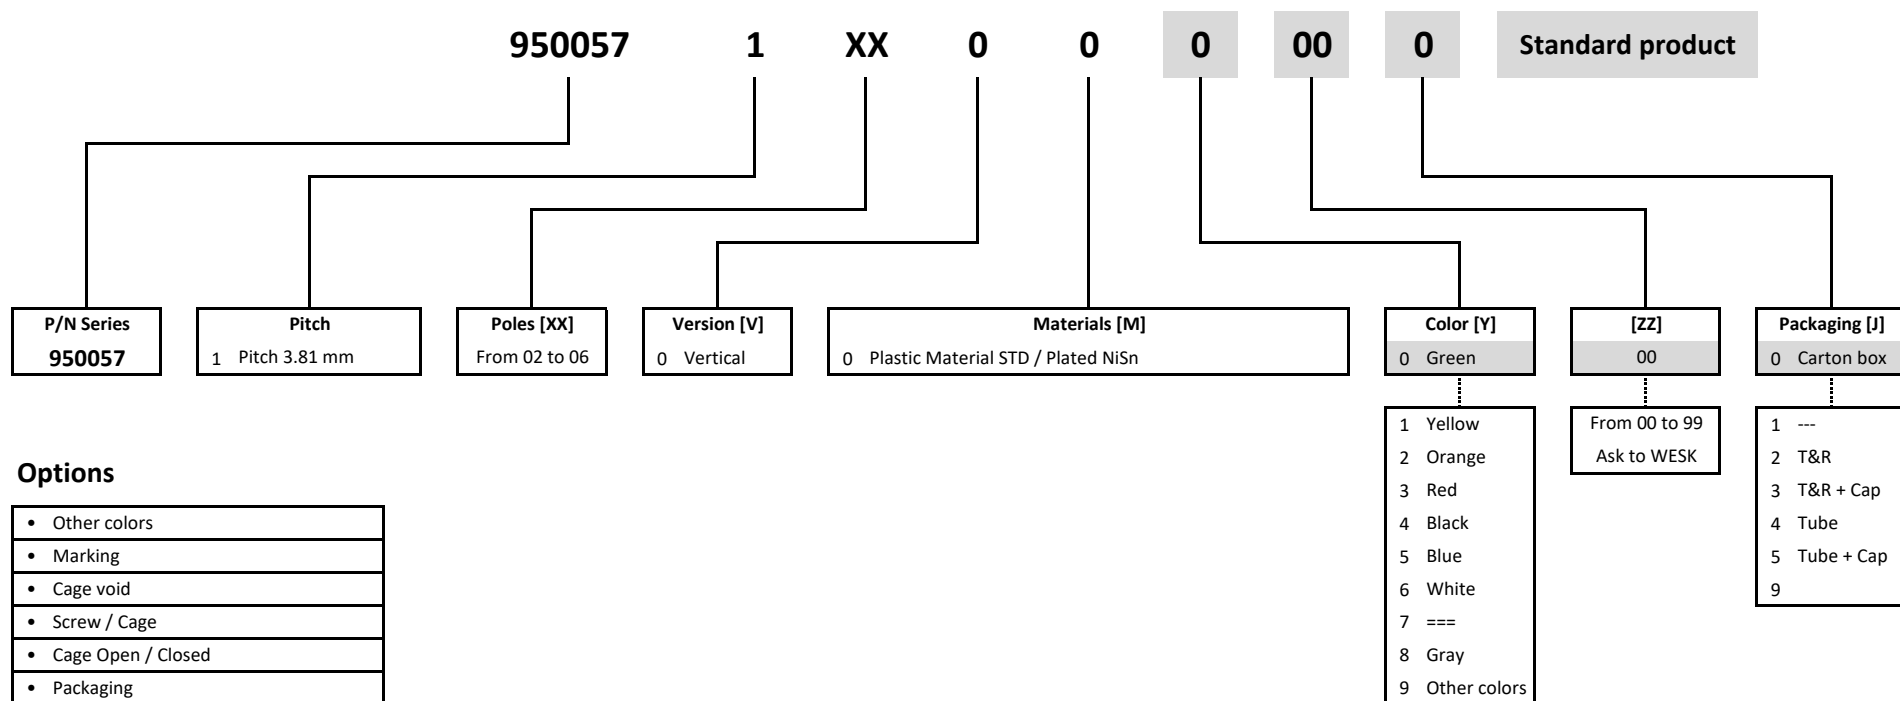 950057 1 XX 0 0 0 00 0 Standard product
P/N Series Pitch Poles [XX] Version [V] Materials [M] Color [Y] [ZZ] Packaging [J]
950057 1 Pitch 3.81 mm From 02 to 06 0 Vertical 0 Plastic Material STD / Plated NiSn 0 Green 00 0 Carton box
1 Yellow
2 Orange
3 Red
4 Black
5 Blue
6 White
7 ===
8 Gray
9 Other colors
From 00 to 99
Ask to WESK
1 ---
2 T&R
3 T&R + Cap
4 Tube
5 Tube + Cap
9
Options
• Other colors
• Marking
• Cage void
• Screw / Cage
• Cage Open / Closed
• Packaging